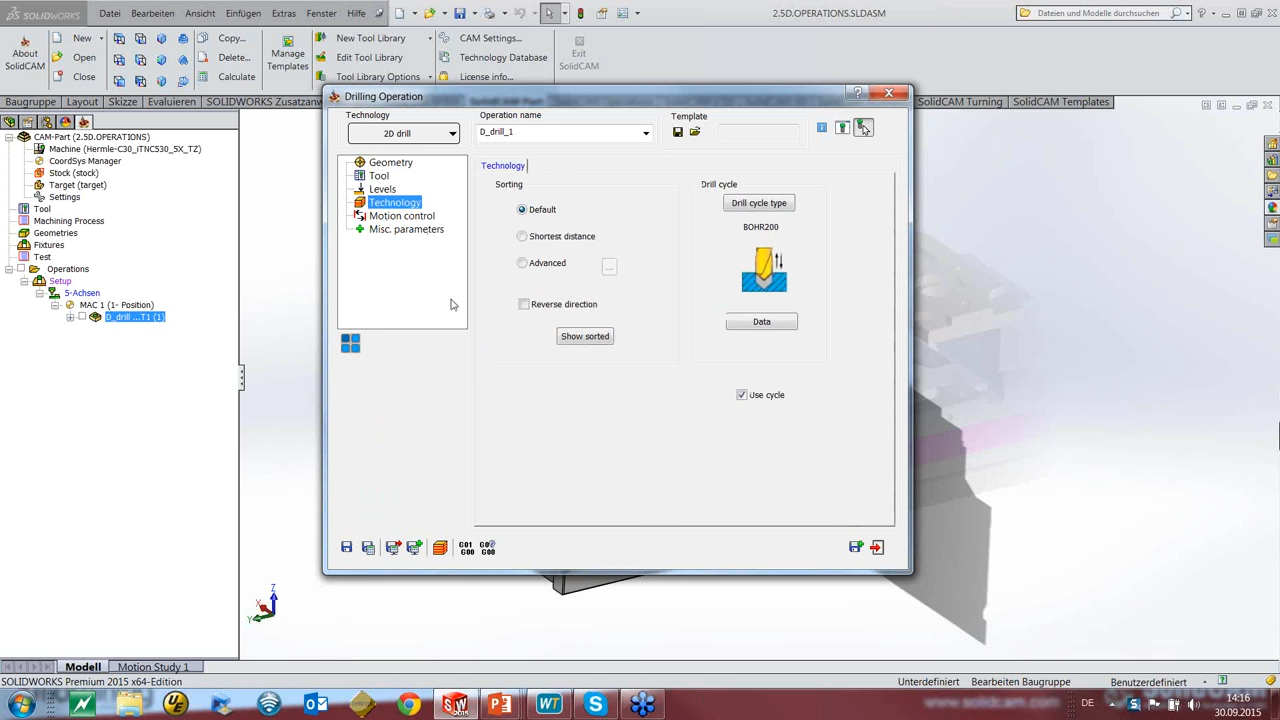 SOLIDWORKS
Datei Bearbeiten Ansicht Einfügen Extras Fenster Hilfe
2.5D.OPERATIONS.SLDASM
Dateien und Modelle durchsuchen
About SolidCAM
New
Open
Close
Copy...
Delete...
Calculate
Manage Templates
New Tool Library
Edit Tool Library
Tool Library Options
CAM Settings...
Technology Database
License info...
Exit SolidCAM
Baugruppe Layout Skizze Evaluieren SOLIDWORKS Zusatzanw
SolidCAM Turning SolidCAM Templates
CAM-Part (2.5D.OPERATIONS)
Machine (Hermle-C30_iTNC530_5X_TZ)
CoordSys Manager
Stock (stock)
Target (target)
Settings
Tool
Machining Process
Geometries
Fixtures
Test
Operations
Setup
5-Achsen
MAC 1 (1- Position)
D_drill ...T1 (1)
Drilling Operation
Technology
2D drill
Operation name
D_drill_1
Template
Geometry
Tool
Levels
Technology
Motion control
Misc. parameters
Technology
Sorting
Default
Shortest distance
Advanced
...
Reverse direction
Show sorted
Drill cycle
Drill cycle type
BOHR200
Data
Use cycle
G01
G00
G0?
G00
Z
X
Y
Modell Motion Study 1
SOLIDWORKS Premium 2015 x64-Edition
Unterdefiniert Bearbeiten Baugruppe Benutzerdefiniert
DE
14:16
30.09.2015